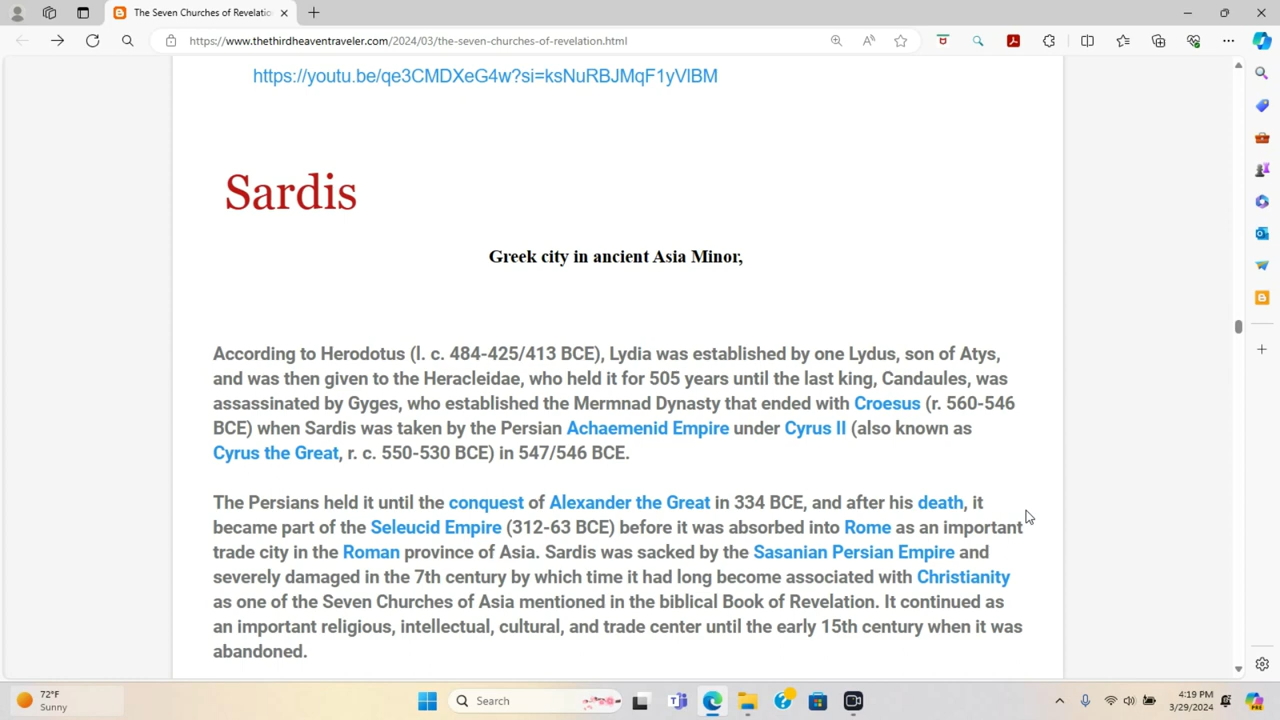 The Seven Churches of Revelatio
https://www.thethirdheaventraveler.com/2024/03/the-seven-churches-of-revelation.html
https://youtu.be/qe3CMDXeG4w?si=ksNuRBJMqF1yVlBM
Sardis
Greek city in ancient Asia Minor,
According to Herodotus (l. c. 484-425/413 BCE), Lydia was established by one Lydus, son of Atys,
and was then given to the Heracleidae, who held it for 505 years until the last king, Candaules, was
assassinated by Gyges, who established the Mermnad Dynasty that ended with Croesus (r. 560-546
BCE) when Sardis was taken by the Persian Achaemenid Empire under Cyrus II (also known as
Cyrus the Great, r. c. 550-530 BCE) in 547/546 BCE.
The Persians held it until the conquest of Alexander the Great in 334 BCE, and after his death, it
became part of the Seleucid Empire (312-63 BCE) before it was absorbed into Rome as an important
trade city in the Roman province of Asia. Sardis was sacked by the Sasanian Persian Empire and
severely damaged in the 7th century by which time it had long become associated with Christianity
as one of the Seven Churches of Asia mentioned in the biblical Book of Revelation. It continued as
an important religious, intellectual, cultural, and trade center until the early 15th century when it was
abandoned.
72°F
Sunny
Search
4:19 PM
3/29/2024